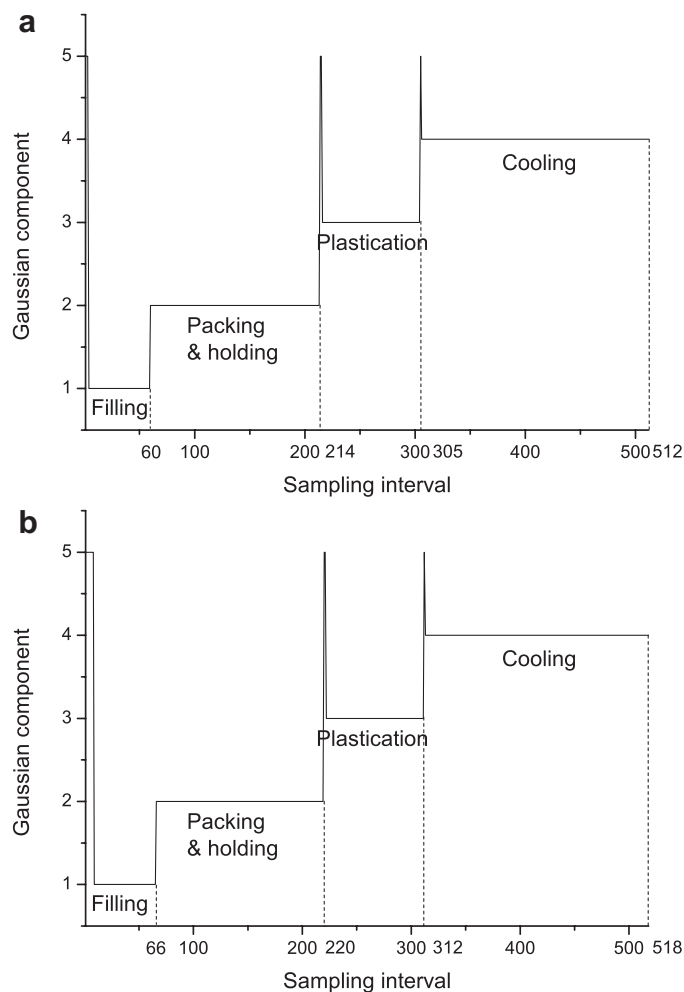 a
5
4
3
2
1
Gaussian component
Filling
Packing
& holding
Plastication
Cooling
60 100 200 214 300 305 400 500 512
Sampling interval
b
5
4
3
2
1
Gaussian component
Filling
Packing
& holding
Plastication
Cooling
66 100 200 220 300 312 400 500 518
Sampling interval